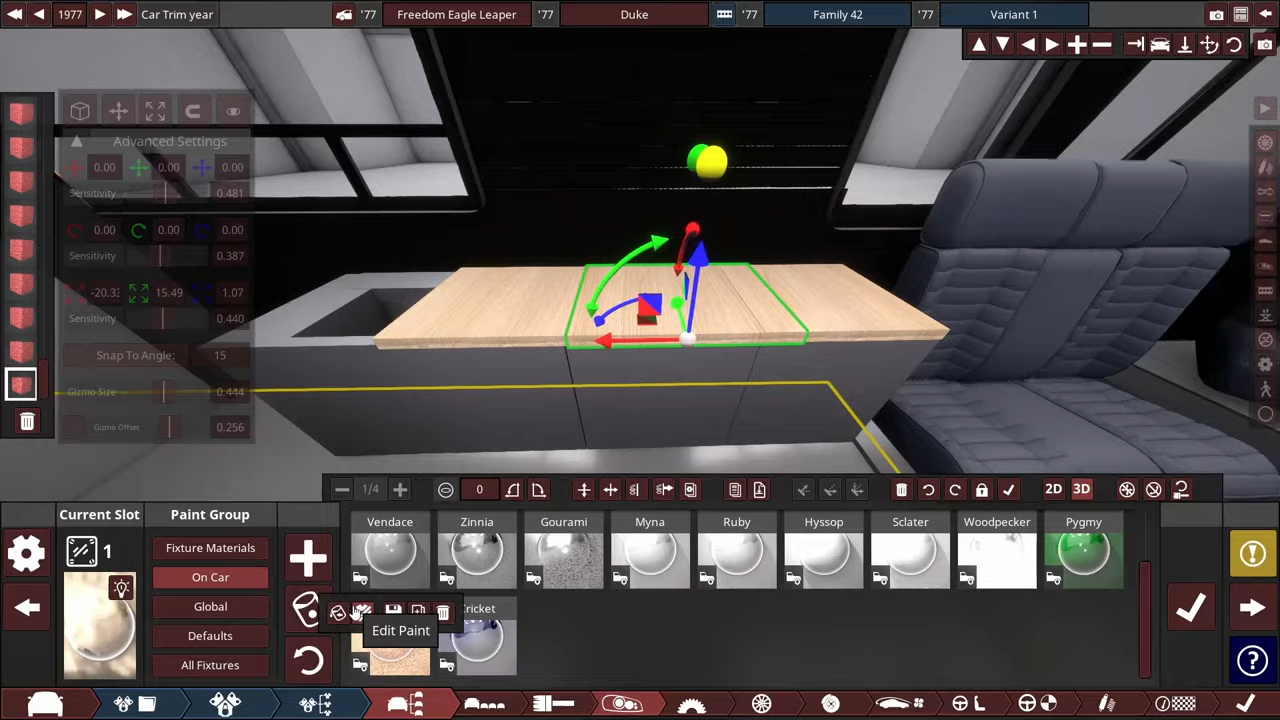 1977 Car Trim year '77 Freedom Eagle Leaper '77 Duke '77 Family 42 '77 Variant 1
Advanced Settings
0.00 0.00 0.00
Sensitivity 0.481
0.00 0.00 0.00
Sensitivity 0.387
-20.3 15.49 1.07
Sensitivity 0.440
Snap To Angle: 15
Gizmo Size 0.444
Gizmo Offset 0.256
1/4 0 2D 3D
Current Slot
1
Paint Group
Fixture Materials
On Car
Global
Defaults
All Fixtures
Vendace Zinnia Gourami Myna Ruby Hyssop Sclater Woodpecker Pygmy
Cricket
Edit Paint